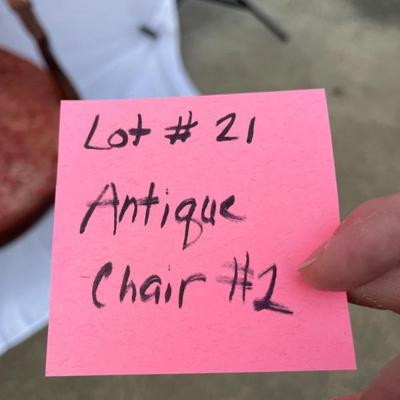 Lot # 21
Antique
Chair #2